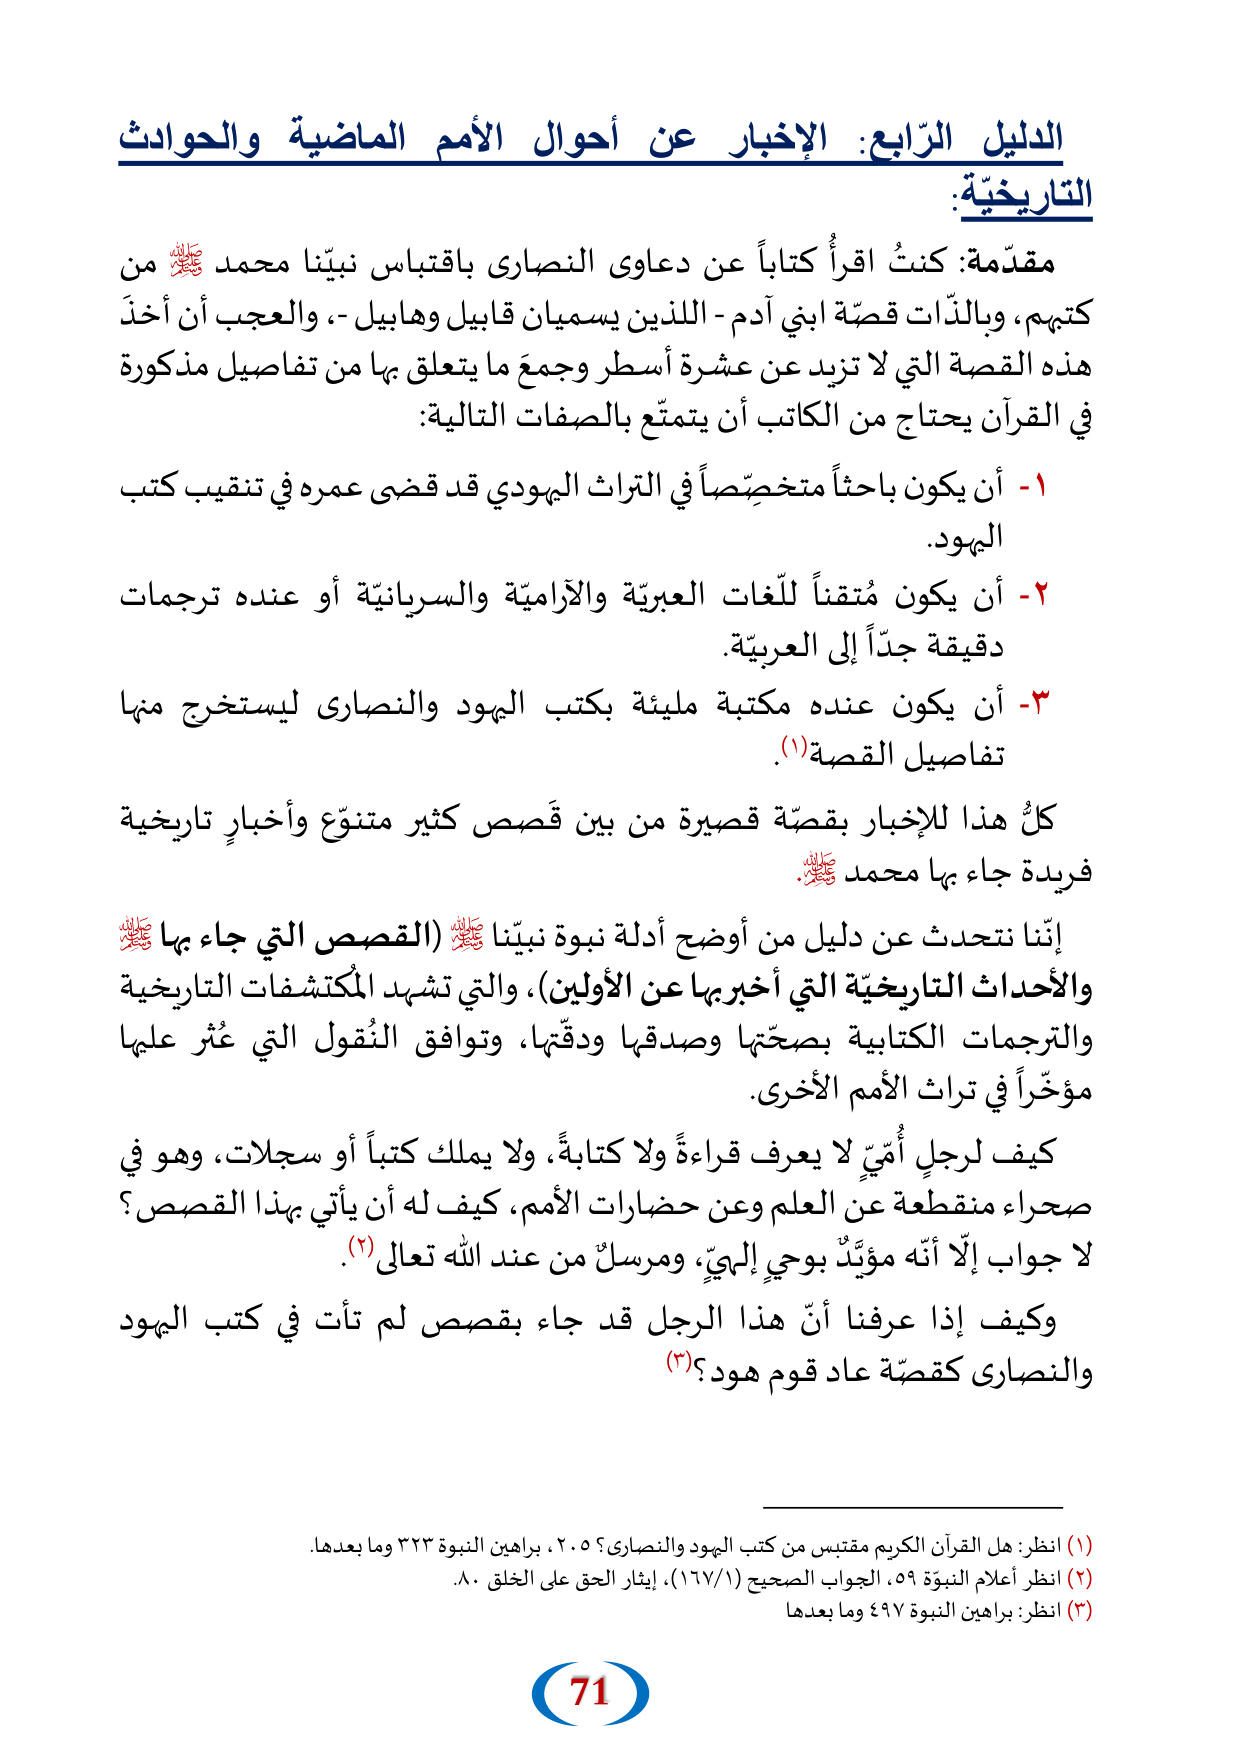 الدليل الرّابع: الإخبار عن أحوال الأمم الماضية والحوادث
التاريخيّة:
مقدّمة: كنتُ اقرأُ كتاباً عن دعاوى النصارى باقتباس نبيّنا محمد ﷺ من
كتبهم، وبالذّات قصّة ابني آدم - اللذين يسميان قابيل وهابيل -، والعجب أن أخذَ
هذه القصة التي لا تزيد عن عشرة أسطر وجمعَ ما يتعلق بها من تفاصيل مذكورة
في القرآن يحتاج من الكاتب أن يتمتّع بالصفات التالية:
١- أن يكون باحثاً متخصِّصاً في التراث اليهودي قد قضى عمره في تنقيب كتب
اليهود.
٢- أن يكون مُتقناً للّغات العبريّة والآراميّة والسريانيّة أو عنده ترجمات
دقيقة جدّاً إلى العربيّة.
٣- أن يكون عنده مكتبة مليئة بكتب اليهود والنصارى ليستخرج منها
تفاصيل القصة(١).
كلُّ هذا للإخبار بقصّة قصيرة من بين قَصص كثير متنوّع وأخبارٍ تاريخية
فريدة جاء بها محمد ﷺ.
إنّنا نتحدث عن دليل من أوضح أدلة نبوة نبيّنا ﷺ (القصص التي جاء بها ﷺ
والأحداث التاريخيّة التي أخبر بها عن الأولين)، والتي تشهد المُكتشفات التاريخية
والترجمات الكتابية بصحّتها وصدقها ودقّتها، وتوافق النُقول التي عُثر عليها
مؤخّراً في تراث الأمم الأخرى.
كيف لرجلٍ أُمّيٍّ لا يعرف قراءةً ولا كتابةً، ولا يملك كتباً أو سجلات، وهو في
صحراء منقطعة عن العلم وعن حضارات الأمم، كيف له أن يأتي بهذا القصص؟
لا جواب إلّا أنّه مؤيَّدٌ بوحيٍ إلهيٍّ، ومرسلٌ من عند الله تعالى(٢).
وكيف إذا عرفنا أنّ هذا الرجل قد جاء بقصص لم تأت في كتب اليهود
والنصارى كقصّة عاد قوم هود؟(٣)
(١) انظر: هل القرآن الكريم مقتبس من كتب اليهود والنصارى؟ ٢٠٥، براهين النبوة ٣٢٣ وما بعدها.
(٢) انظر أعلام النبوّة ٥٩، الجواب الصحيح (١/١٦٧)، إيثار الحق على الخلق ٨٠.
(٣) انظر: براهين النبوة ٤٩٧ وما بعدها
71